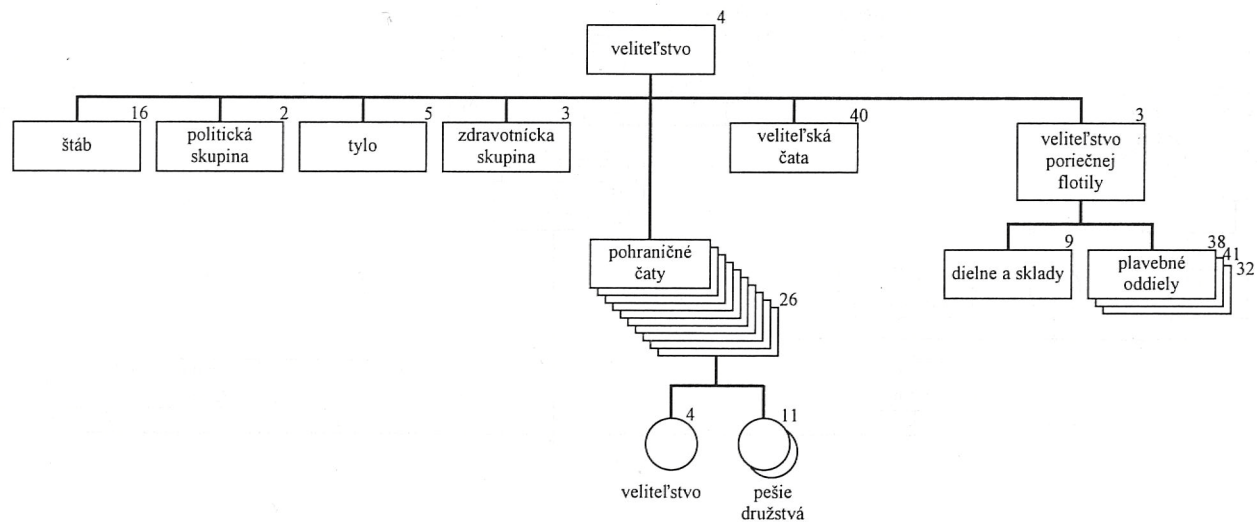 4
veliteľstvo
16
štáb
2
politická
skupina
5
tylo
3
zdravotnícka
skupina
40
veliteľská
čata
3
veliteľstvo
poriečnej
flotily
pohraničné
čaty
26
9
dielne a sklady
38
plavebné
oddiely
41
32
4
veliteľstvo
11
pešie
družstvá